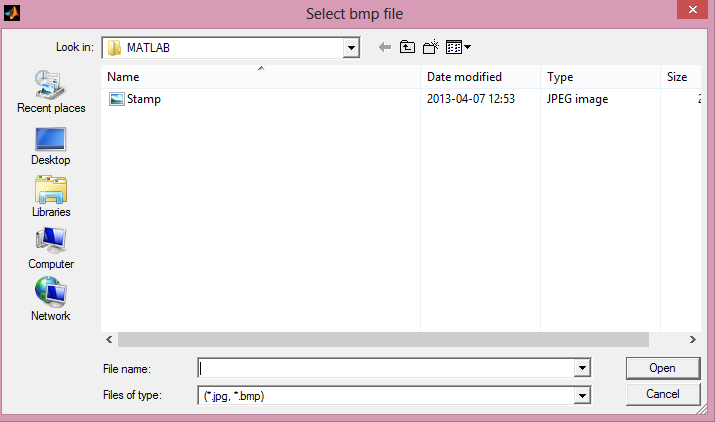 Select bmp file
Look in: MATLAB
Name Date modified Type Size
Stamp 2013-04-07 12:53 JPEG image
Recent places
Desktop
Libraries
Computer
Network
File name: Open
Files of type: (*.jpg, *.bmp) Cancel